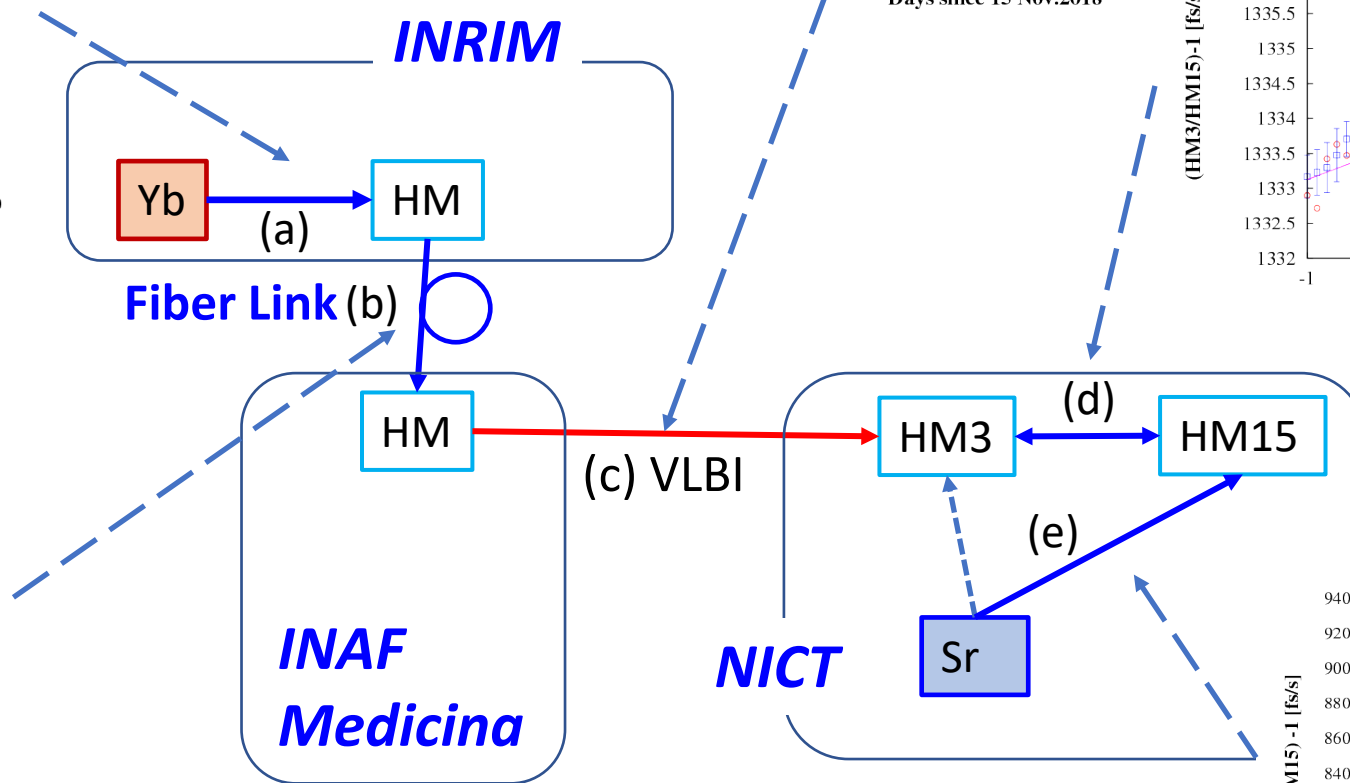 Days since 15 Nov.2018
(HM3/HM15)-1 [fs/s
1335.5
1335
1334.5
1334
1333.5
1333
1332.5
1332
-1
INRIM
Yb
(a)
HM
Fiber Link (b)
HM
(c) VLBI
HM3
(d)
HM15
(e)
Sr
INAF
Medicina
NICT
940
920
900
880
860
840
M15) -1 [fs/s]